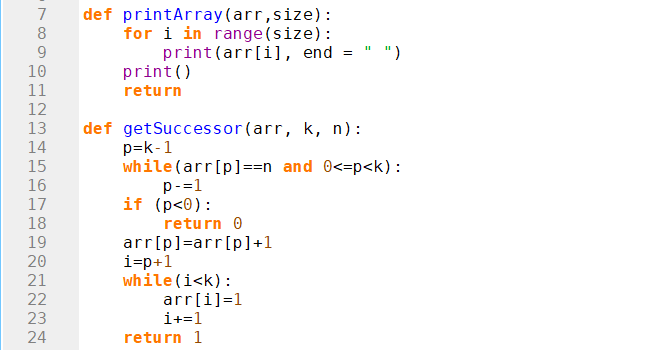 7 def printArray(arr,size):
8     for i in range(size):
9         print(arr[i], end = " ")
10     print()
11     return
12
13 def getSuccessor(arr, k, n):
14     p=k-1
15     while(arr[p]==n and 0<=p<k):
16         p-=1
17     if (p<0):
18         return 0
19     arr[p]=arr[p]+1
20     i=p+1
21     while(i<k):
22         arr[i]=1
23         i+=1
24     return 1